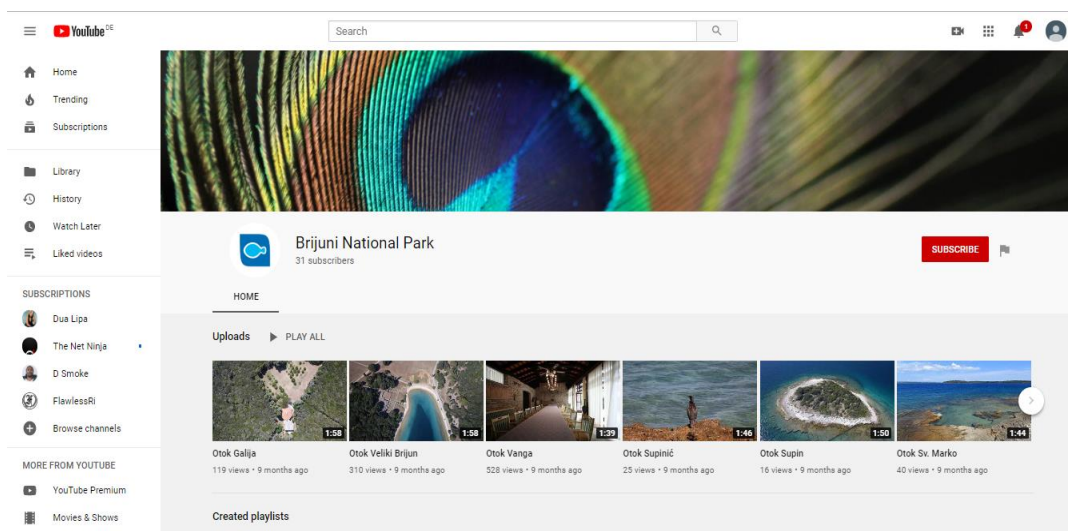 YouTube DE
Search
1
Home
Trending
Subscriptions
Library
History
Watch Later
Liked videos
SUBSCRIPTIONS
Dua Lipa
The Net Ninja
D Smoke
FlawlessRi
Browse channels
MORE FROM YOUTUBE
YouTube Premium
Movies & Shows
Brijuni National Park
31 subscribers
SUBSCRIBE
HOME
Uploads PLAY ALL
1:58
Otok Galija
119 views • 9 months ago
1:58
Otok Veliki Brijun
310 views • 9 months ago
1:39
Otok Vanga
528 views • 9 months ago
1:46
Otok Supinić
25 views • 9 months ago
1:50
Otok Supin
16 views • 9 months ago
1:44
Otok Sv. Marko
40 views • 9 months ago
Created playlists